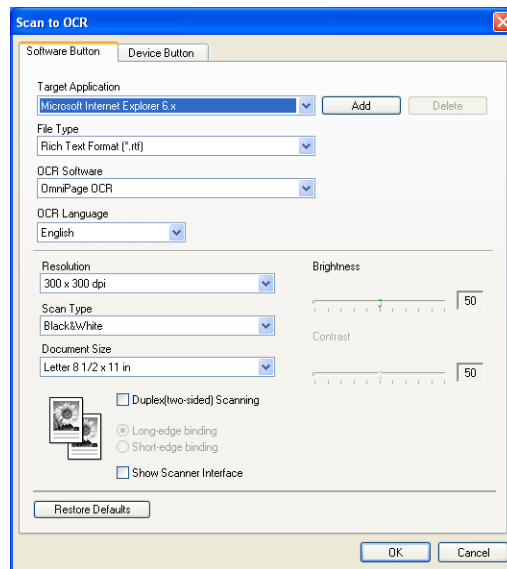 Scan to OCR
Software Button Device Button
Target Application
Microsoft Internet Explorer 6.x Add Delete
File Type
Rich Text Format (*.rtf)
OCR Software
OmniPage OCR
OCR Language
English
Resolution Brightness
300 x 300 dpi
50
Scan Type
Black&White
Contrast
Document Size
Letter 8 1/2 x 11 in
50
Duplex(two-sided) Scanning
Long-edge binding
Short-edge binding
Show Scanner Interface
Restore Defaults
OK Cancel